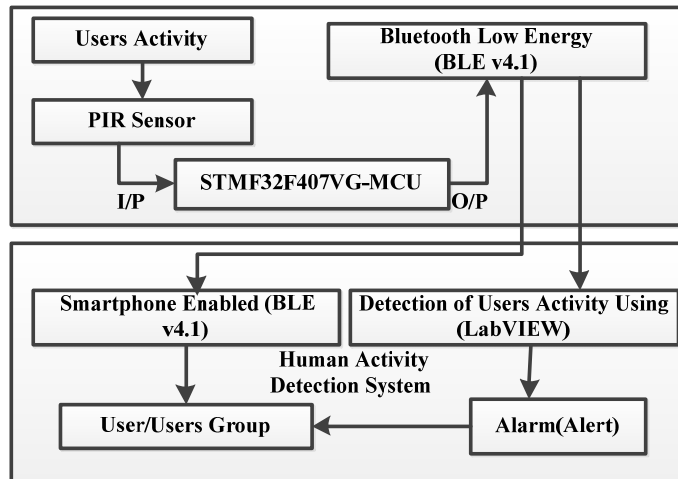 Users Activity
Bluetooth Low Energy
(BLE v4.1)
PIR Sensor
STMF32F407VG-MCU
I/P
O/P
Smartphone Enabled (BLE
v4.1)
Detection of Users Activity Using
(LabVIEW)
Human Activity
Detection System
User/Users Group
Alarm(Alert)